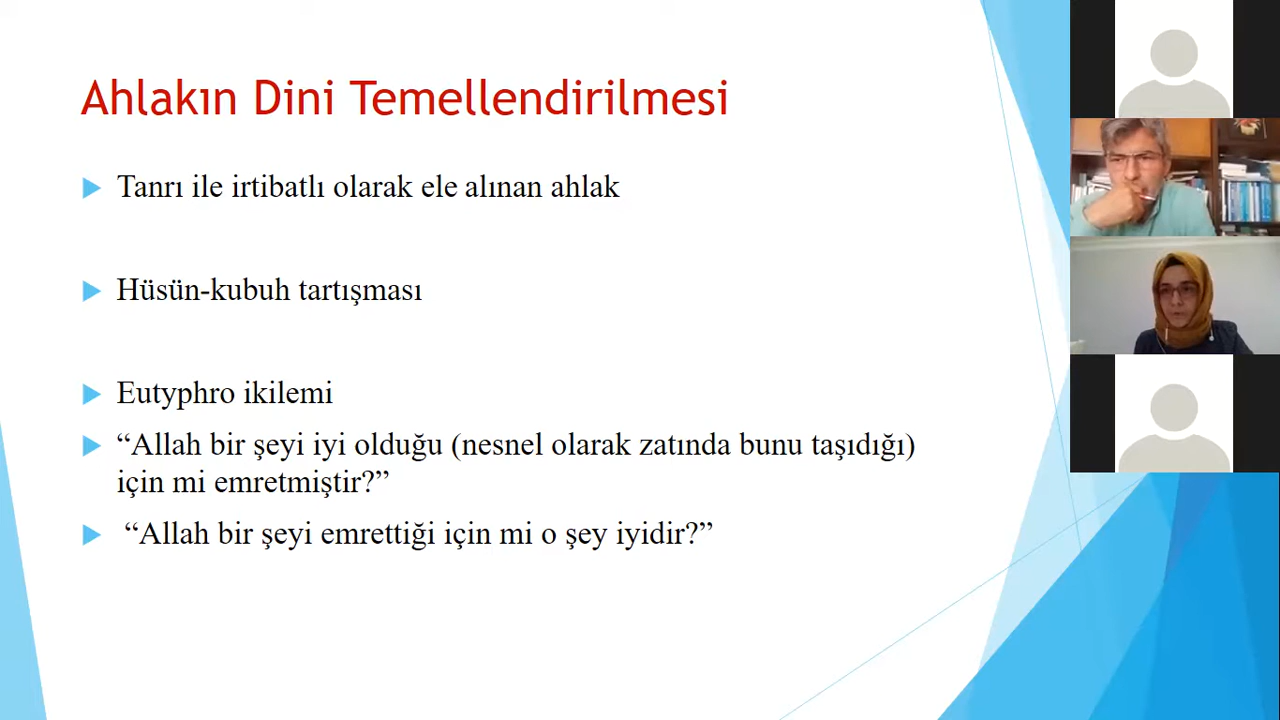 Ahlakın Dini Temellendirilmesi
Tanrı ile irtibatlı olarak ele alınan ahlak
Hüsün-kubuh tartışması
Eutyphro ikilemi
“Allah bir şeyi iyi olduğu (nesnel olarak zatında bunu taşıdığı)
için mi emretmiştir?”
“Allah bir şeyi emrettiği için mi o şey iyidir?”